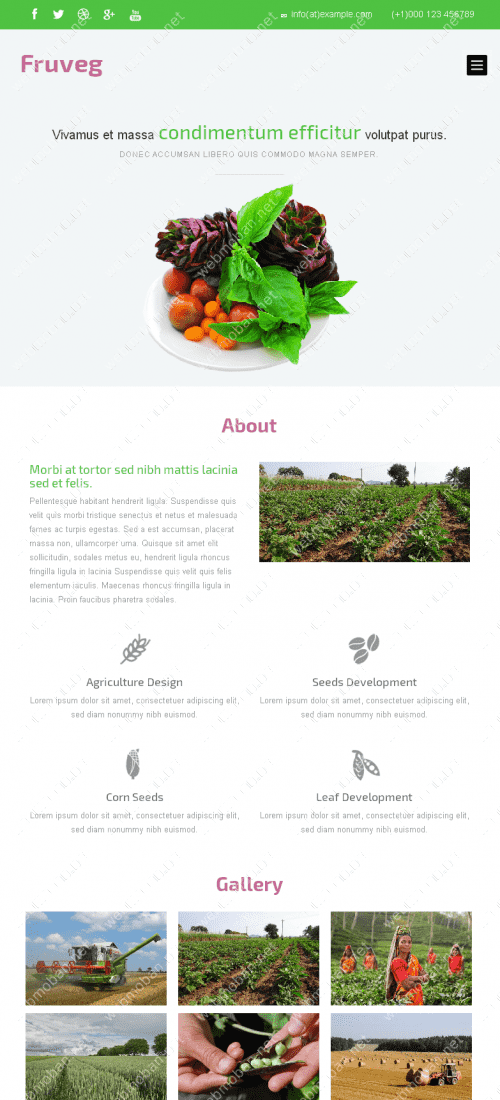 info(at)example.com (+1)000 123 456789
Fruveg
Vivamus et massa condimentum efficitur volutpat purus.
DONEC ACCUMSAN LIBERO QUIS COMMODO MAGNA SEMPER.
About
Morbi at tortor sed nibh mattis lacinia
sed et felis.
Pellentesque habitant hendrerit ligula. Suspendisse quis
velit quis morbi tristique senectus et netus et malesuada
fames ac turpis egestas. Sed a est accumsan, placerat
massa non, ullamcorper urna. Quisque sit amet elit
sollicitudin, sodales metus eu, hendrerit ligula rhoncus
fringilla ligula in lacinia Suspendisse quis velit quis felis
elementum iaculis. Maecenas rhoncus fringilla ligula in
lacinia. Proin faucibus pharetra sodales.
Agriculture Design
Lorem ipsum dolor sit amet, consectetuer adipiscing elit,
sed diam nonummy nibh euismod.
Seeds Development
Lorem ipsum dolor sit amet, consectetuer adipiscing elit,
sed diam nonummy nibh euismod.
Corn Seeds
Lorem ipsum dolor sit amet, consectetuer adipiscing elit,
sed diam nonummy nibh euismod.
Leaf Development
Lorem ipsum dolor sit amet, consectetuer adipiscing elit,
sed diam nonummy nibh euismod.
Gallery
webmoban.net